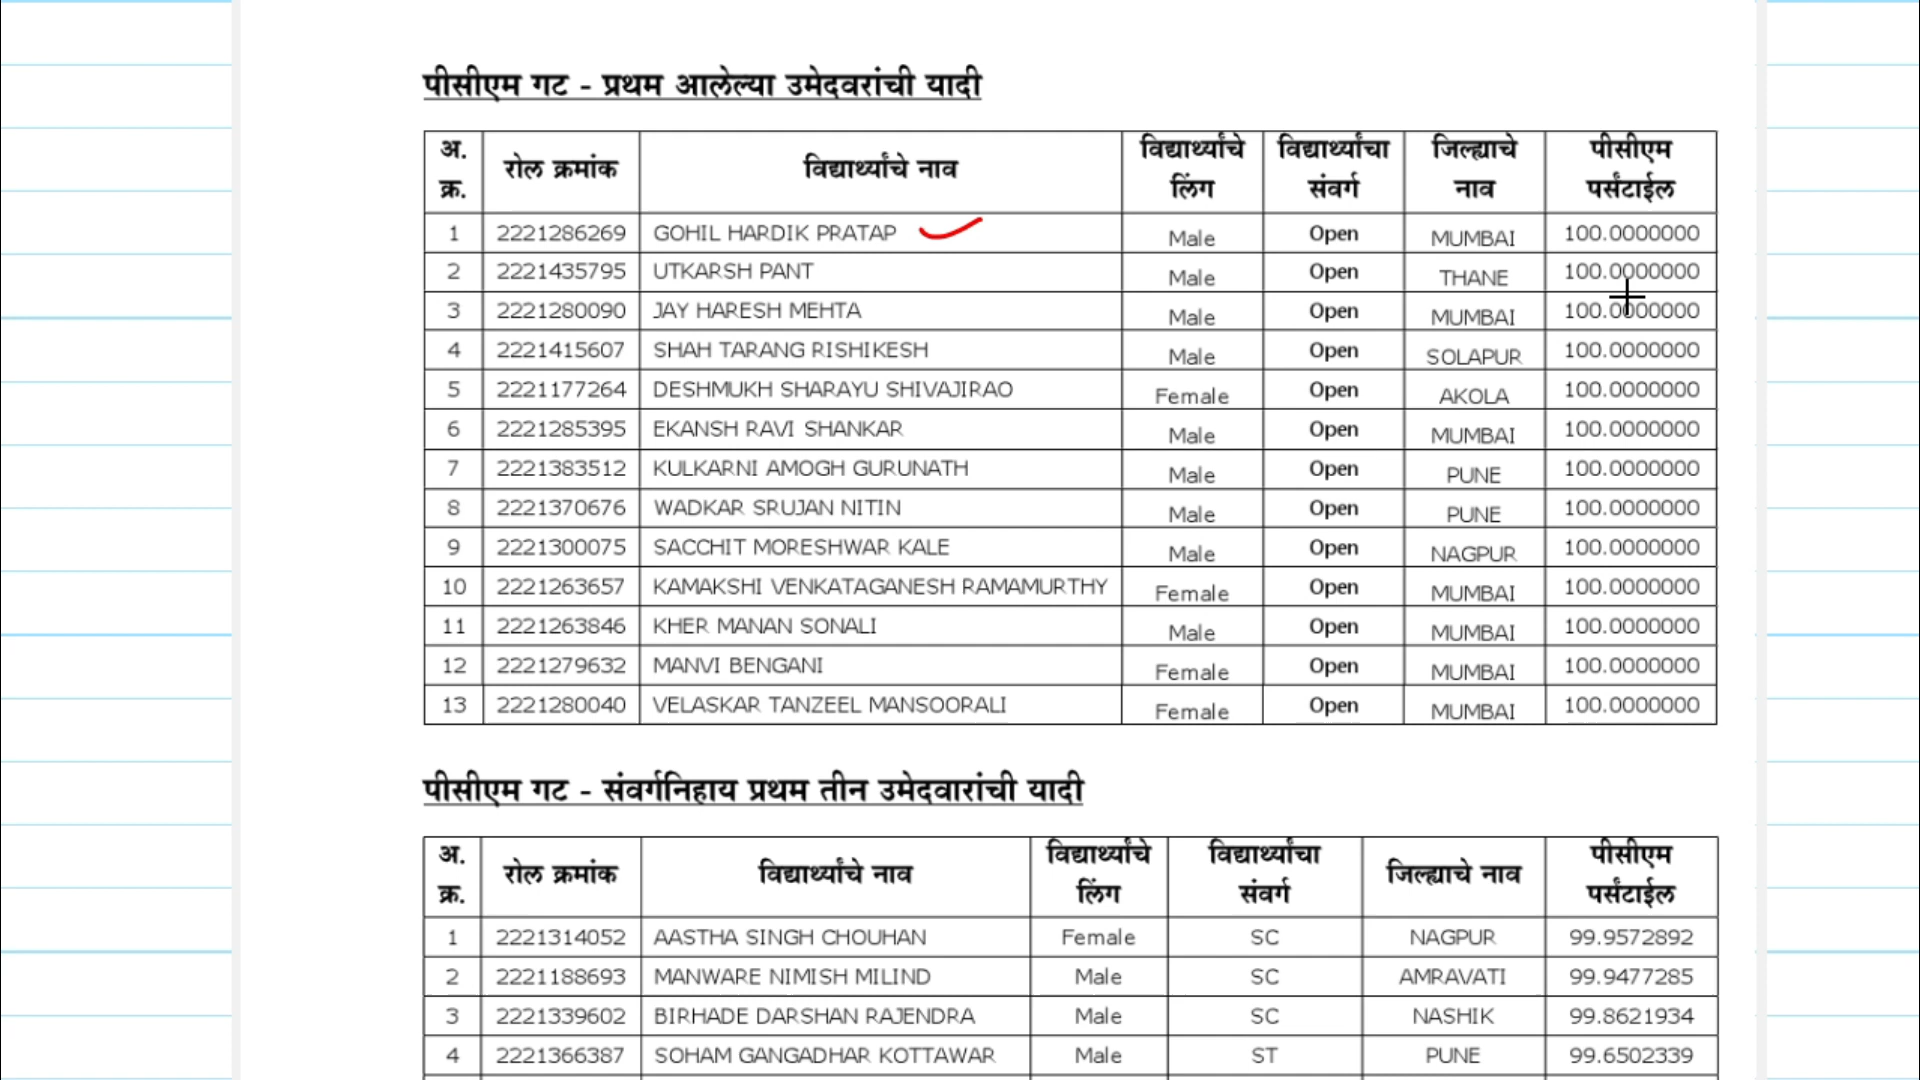 पीसीएम गट - प्रथम आलेल्या उमेदवरांची यादी
अ. क्र. रोल क्रमांक विद्यार्थ्यांचे नाव विद्यार्थ्यांचे लिंग विद्यार्थ्यांचा संवर्ग जिल्ह्याचे नाव पीसीएम पर्संटाईल
1 2221286269 GOHIL HARDIK PRATAP Male Open MUMBAI 100.0000000
2 2221435795 UTKARSH PANT Male Open THANE 100.0000000
3 2221280090 JAY HARESH MEHTA Male Open MUMBAI 100.0000000
4 2221415607 SHAH TARANG RISHIKESH Male Open SOLAPUR 100.0000000
5 2221177264 DESHMUKH SHARAYU SHIVAJIRAO Female Open AKOLA 100.0000000
6 2221285395 EKANSH RAVI SHANKAR Male Open MUMBAI 100.0000000
7 2221383512 KULKARNI AMOGH GURUNATH Male Open PUNE 100.0000000
8 2221370676 WADKAR SRUJAN NITIN Male Open PUNE 100.0000000
9 2221300075 SACCHIT MORESHWAR KALE Male Open NAGPUR 100.0000000
10 2221263657 KAMAKSHI VENKATAGANESH RAMAMURTHY Female Open MUMBAI 100.0000000
11 2221263846 KHER MANAN SONALI Male Open MUMBAI 100.0000000
12 2221279632 MANVI BENGANI Female Open MUMBAI 100.0000000
13 2221280040 VELASKAR TANZEEL MANSOORALI Female Open MUMBAI 100.0000000
पीसीएम गट - संवर्गनिहाय प्रथम तीन उमेदवारांची यादी
अ. क्र. रोल क्रमांक विद्यार्थ्यांचे नाव विद्यार्थ्यांचे लिंग विद्यार्थ्यांचा संवर्ग जिल्ह्याचे नाव पीसीएम पर्संटाईल
1 2221314052 AASTHA SINGH CHOUHAN Female SC NAGPUR 99.9572892
2 2221188693 MANWARE NIMISH MILIND Male SC AMRAVATI 99.9477285
3 2221339602 BIRHADE DARSHAN RAJENDRA Male SC NASHIK 99.8621934
4 2221366387 SOHAM GANGADHAR KOTTAWAR Male ST PUNE 99.6502339